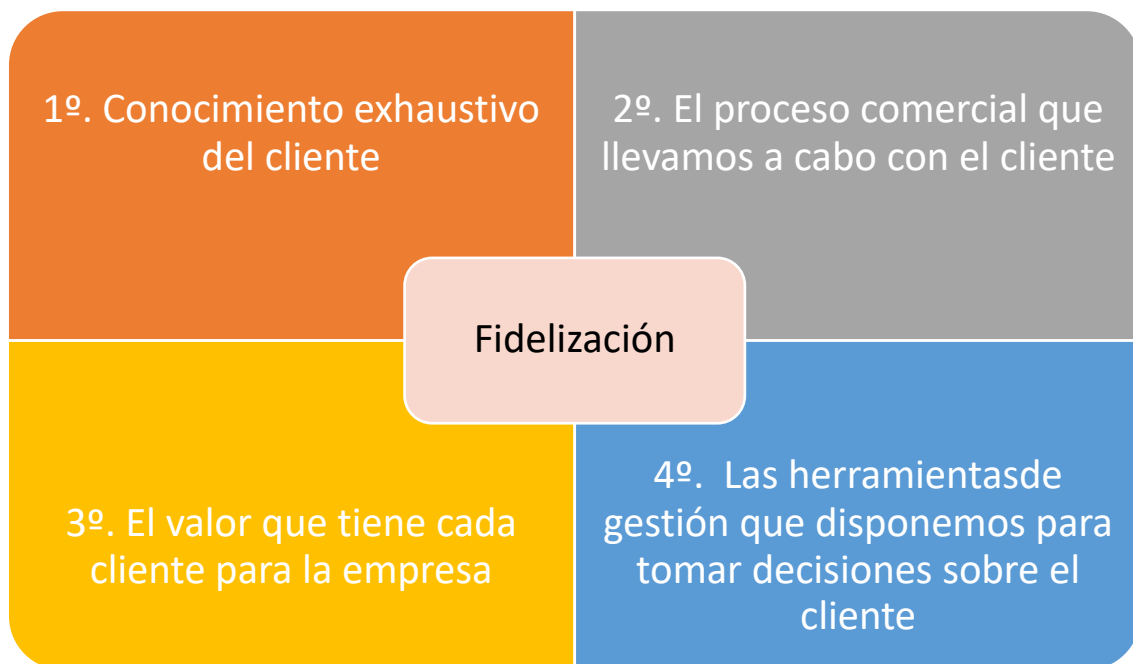 1º. Conocimiento exhaustivo
del cliente
2º. El proceso comercial que
llevamos a cabo con el cliente
Fidelización
3º. El valor que tiene cada
cliente para la empresa
4º. Las herramientasde
gestión que disponemos para
tomar decisiones sobre el
cliente